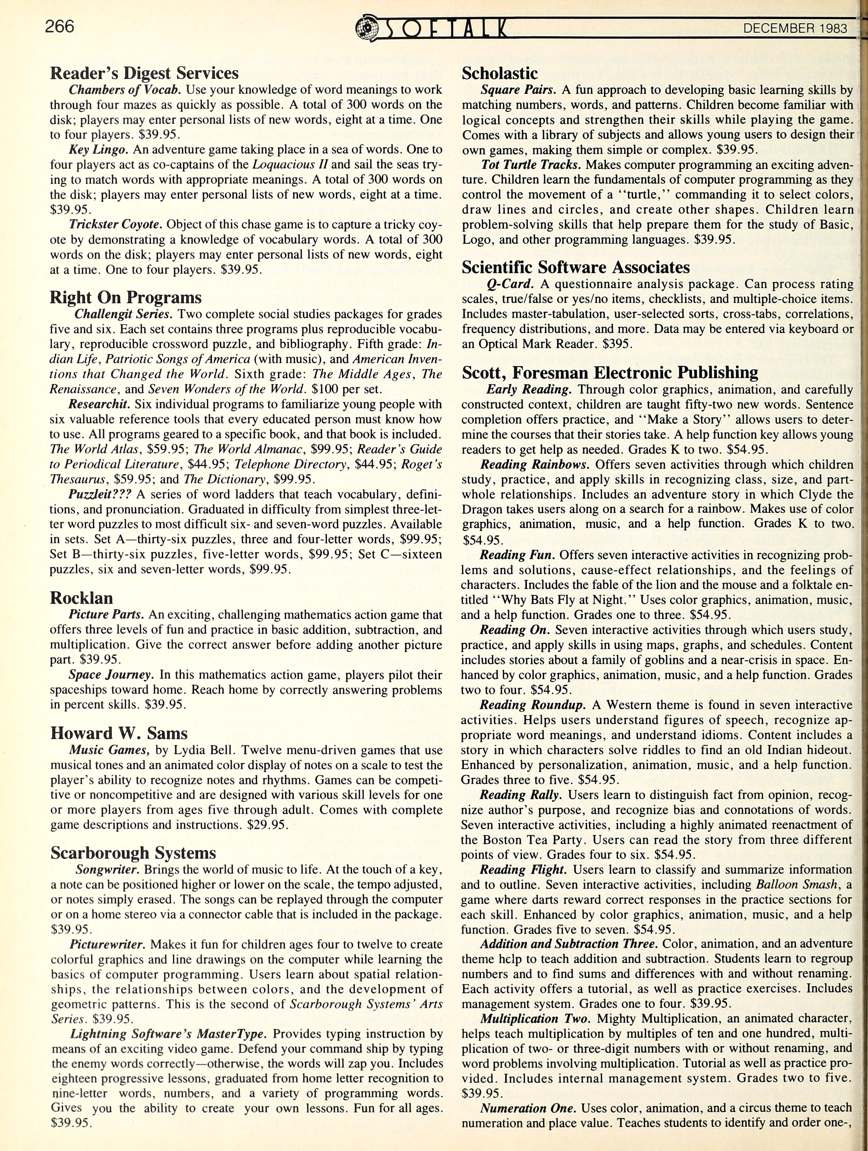 266
SOFTALK
DECEMBER 1983
Reader's Digest Services
Chambers of Vocab. Use your knowledge of word meanings to work
through four mazes as quickly as possible. A total of 300 words on the
disk; players may enter personal lists of new words, eight at a time. One
to four players. $39.95.
Key Lingo. An adventure game taking place in a sea of words. One to
four players act as co-captains of the Loquacious II and sail the seas try-
ing to match words with appropriate meanings. A total of 300 words on
the disk; players may enter personal lists of new words, eight at a time.
$39.95.
Trickster Coyote. Object of this chase game is to capture a tricky coy-
ote by demonstrating a knowledge of vocabulary words. A total of 300
words on the disk; players may enter personal lists of new words, eight
at a time. One to four players. $39.95.
Right On Programs
Challengit Series. Two complete social studies packages for grades
five and six. Each set contains three programs plus reproducible vocabu-
lary, reproducible crossword puzzle, and bibliography. Fifth grade: In-
dian Life, Patriotic Songs of America (with music), and American Inven-
tions that Changed the World. Sixth grade: The Middle Ages, The
Renaissance, and Seven Wonders of the World. $100 per set.
Researchit. Six individual programs to familiarize young people with
six valuable reference tools that every educated person must know how
to use. All programs geared to a specific book, and that book is included.
The World Atlas, $59.95; The World Almanac, $99.95; Reader's Guide
to Periodical Literature, $44.95; Telephone Directory, $44.95; Roget's
Thesaurus, $59.95; and The Dictionary, $99.95.
Puzzleit??? A series of word ladders that teach vocabulary, defini-
tions, and pronunciation. Graduated in difficulty from simplest three-let-
ter word puzzles to most difficult six- and seven-word puzzles. Available
in sets. Set A—thirty-six puzzles, three and four-letter words, $99.95;
Set B—thirty-six puzzles, five-letter words, $99.95; Set C—sixteen
puzzles, six and seven-letter words, $99.95.
Rocklan
Picture Parts. An exciting, challenging mathematics action game that
offers three levels of fun and practice in basic addition, subtraction, and
multiplication. Give the correct answer before adding another picture
part. $39.95.
Space Journey. In this mathematics action game, players pilot their
spaceships toward home. Reach home by correctly answering problems
in percent skills. $39.95.
Howard W. Sams
Music Games, by Lydia Bell. Twelve menu-driven games that use
musical tones and an animated color display of notes on a scale to test the
player's ability to recognize notes and rhythms. Games can be competi-
tive or noncompetitive and are designed with various skill levels for one
or more players from ages five through adult. Comes with complete
game descriptions and instructions. $29.95.
Scarborough Systems
Songwriter. Brings the world of music to life. At the touch of a key,
a note can be positioned higher or lower on the scale, the tempo adjusted,
or notes simply erased. The songs can be replayed through the computer
or on a home stereo via a connector cable that is included in the package.
$39.95.
Picturewriter. Makes it fun for children ages four to twelve to create
colorful graphics and line drawings on the computer while learning the
basics of computer programming. Users learn about spatial relation-
ships, the relationships between colors, and the development of
geometric patterns. This is the second of Scarborough Systems' Arts
Series. $39.95.
Lightning Software's MasterType. Provides typing instruction by
means of an exciting video game. Defend your command ship by typing
the enemy words correctly—otherwise, the words will zap you. Includes
eighteen progressive lessons, graduated from home letter recognition to
nine-letter words, numbers, and a variety of programming words.
Gives you the ability to create your own lessons. Fun for all ages.
$39.95.
Scholastic
Square Pairs. A fun approach to developing basic learning skills by
matching numbers, words, and patterns. Children become familiar with
logical concepts and strengthen their skills while playing the game.
Comes with a library of subjects and allows young users to design their
own games, making them simple or complex. $39.95.
Tot Turtle Tracks. Makes computer programming an exciting adven-
ture. Children learn the fundamentals of computer programming as they
control the movement of a "turtle," commanding it to select colors,
draw lines and circles, and create other shapes. Children learn
problem-solving skills that help prepare them for the study of Basic,
Logo, and other programming languages. $39.95.
Scientific Software Associates
Q-Card. A questionnaire analysis package. Can process rating
scales, true/false or yes/no items, checklists, and multiple-choice items.
Includes master-tabulation, user-selected sorts, cross-tabs, correlations,
frequency distributions, and more. Data may be entered via keyboard or
an Optical Mark Reader. $395.
Scott, Foresman Electronic Publishing
Early Reading. Through color graphics, animation, and carefully
constructed context, children are taught fifty-two new words. Sentence
completion offers practice, and "Make a Story" allows users to deter-
mine the courses that their stories take. A help function key allows young
readers to get help as needed. Grades K to two. $54.95.
Reading Rainbows. Offers seven activities through which children
study, practice, and apply skills in recognizing class, size, and part-
whole relationships. Includes an adventure story in which Clyde the
Dragon takes users along on a search for a rainbow. Makes use of color
graphics, animation, music, and a help function. Grades K to two.
$54.95.
Reading Fun. Offers seven interactive activities in recognizing prob-
lems and solutions, cause-effect relationships, and the feelings of
characters. Includes the fable of the lion and the mouse and a folktale en-
titled "Why Bats Fly at Night." Uses color graphics, animation, music,
and a help function. Grades one to three. $54.95.
Reading On. Seven interactive activities through which users study,
practice, and apply skills in using maps, graphs, and schedules. Content
includes stories about a family of goblins and a near-crisis in space. En-
hanced by color graphics, animation, music, and a help function. Grades
two to four. $54.95.
Reading Roundup. A Western theme is found in seven interactive
activities. Helps users understand figures of speech, recognize ap-
propriate word meanings, and understand idioms. Content includes a
story in which characters solve riddles to find an old Indian hideout.
Enhanced by personalization, animation, music, and a help function.
Grades three to five. $54.95.
Reading Rally. Users learn to distinguish fact from opinion, recog-
nize author's purpose, and recognize bias and connotations of words.
Seven interactive activities, including a highly animated reenactment of
the Boston Tea Party. Users can read the story from three different
points of view. Grades four to six. $54.95.
Reading Flight. Users learn to classify and summarize information
and to outline. Seven interactive activities, including Balloon Smash, a
game where darts reward correct responses in the practice sections for
each skill. Enhanced by color graphics, animation, music, and a help
function. Grades five to seven. $54.95.
Addition and Subtraction Three. Color, animation, and an adventure
theme help to teach addition and subtraction. Students learn to regroup
numbers and to find sums and differences with and without renaming.
Each activity offers a tutorial, as well as practice exercises. Includes
management system. Grades one to four. $39.95.
Multiplication Two. Mighty Multiplication, an animated character,
helps teach multiplication by multiples of ten and one hundred, multi-
plication of two- or three-digit numbers with or without renaming, and
word problems involving multiplication. Tutorial as well as practice pro-
vided. Includes internal management system. Grades two to five.
$39.95.
Numeration One. Uses color, animation, and a circus theme to teach
numeration and place value. Teaches students to identify and order one-,